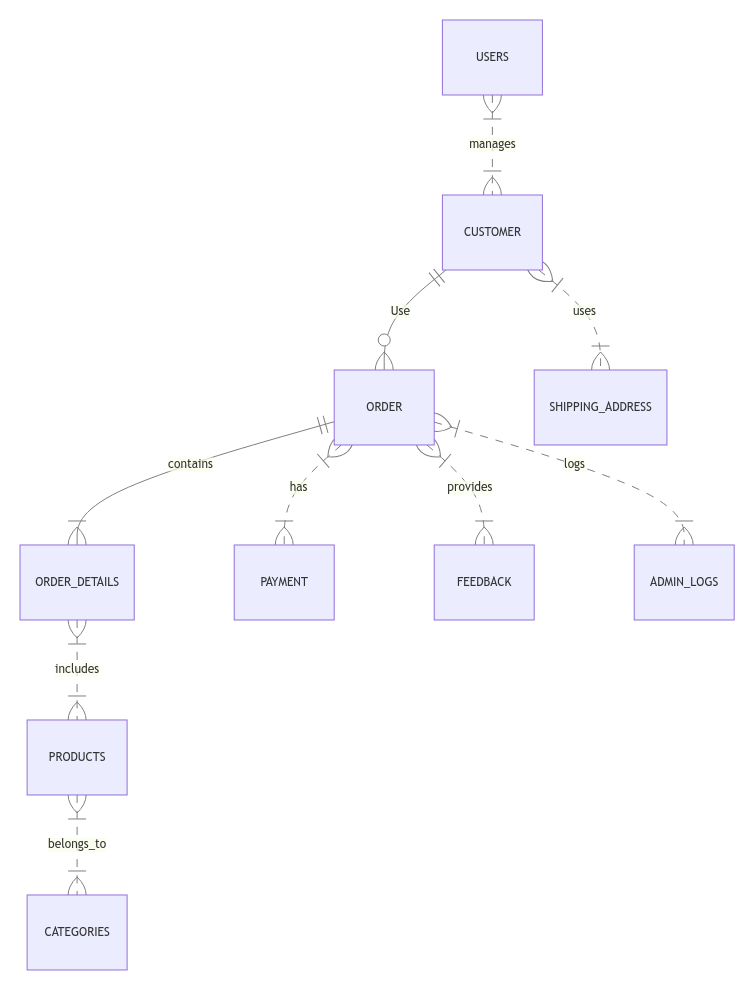 USERS
manages
CUSTOMER
Use
uses
ORDER
SHIPPING_ADDRESS
contains
has
provides
logs
ORDER_DETAILS
PAYMENT
FEEDBACK
ADMIN_LOGS
includes
PRODUCTS
belongs_to
CATEGORIES